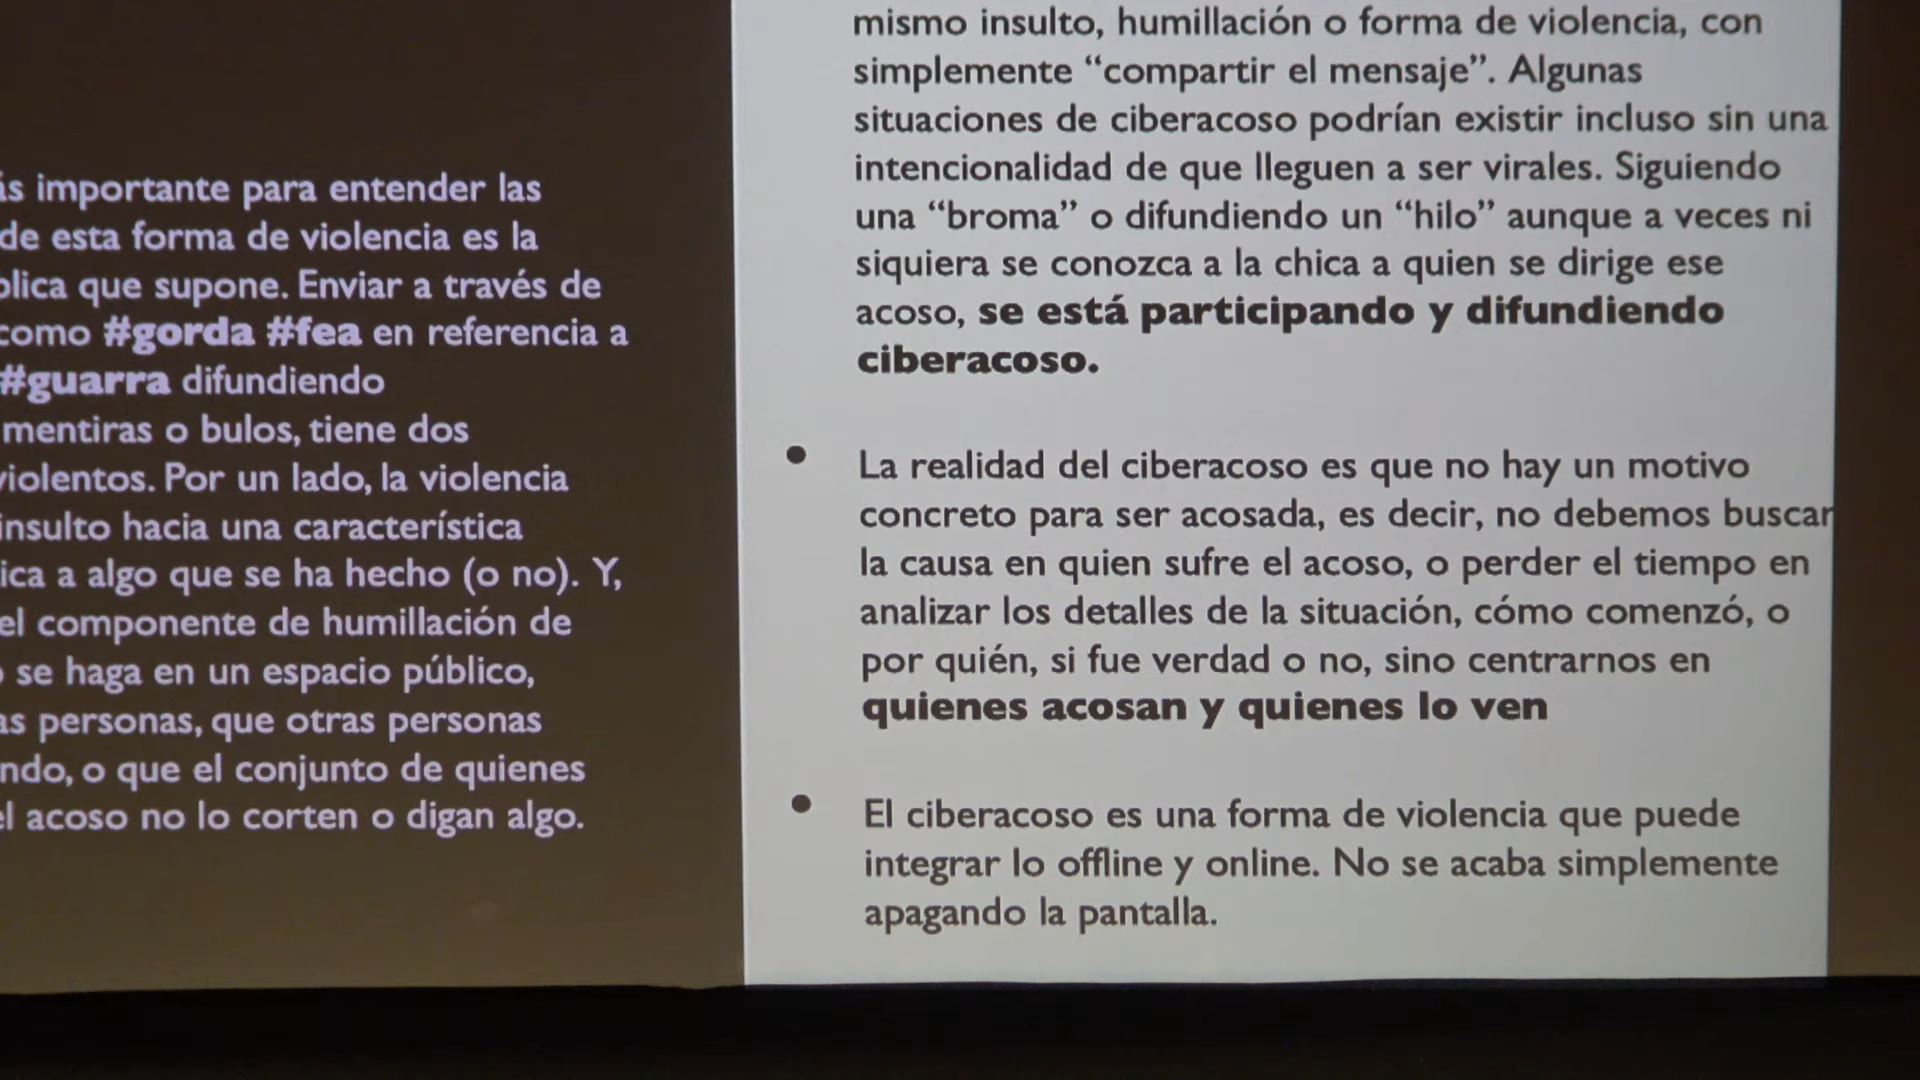 importante para entender las
de esta forma de violencia es la
que supone. Enviar a través de
como #gorda #fea en referencia a
#guarra difundiendo
mentiras o bulos, tiene dos
violentos. Por un lado, la violencia
insulto hacia una característica
a algo que se ha hecho (o no). Y,
el componente de humillación de
se haga en un espacio público,
personas, que otras personas
o que el conjunto de quienes
el acoso no lo corten o digan algo.
mismo insulto, humillación o forma de violencia, con
simplemente “compartir el mensaje”. Algunas
situaciones de ciberacoso podrían existir incluso sin una
intencionalidad de que lleguen a ser virales. Siguiendo
una “broma” o difundiendo un “hilo” aunque a veces ni
siquiera se conozca a la chica a quien se dirige ese
acoso, se está participando y difundiendo
ciberacoso.
• La realidad del ciberacoso es que no hay un motivo
concreto para ser acosada, es decir, no debemos buscar
la causa en quien sufre el acoso, o perder el tiempo en
analizar los detalles de la situación, cómo comenzó, o
por quién, si fue verdad o no, sino centrarnos en
quienes acosan y quienes lo ven
• El ciberacoso es una forma de violencia que puede
integrar lo offline y online. No se acaba simplemente
apagando la pantalla.